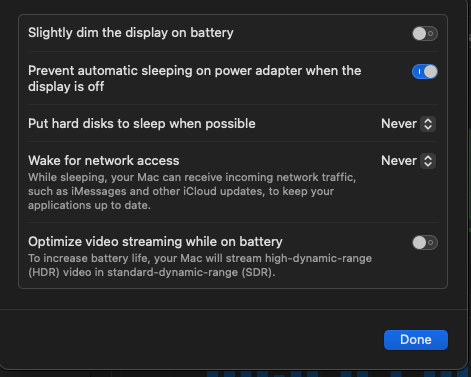 Slightly dim the display on battery
Prevent automatic sleeping on power adapter when the
display is off
Put hard disks to sleep when possible Never
Wake for network access Never
While sleeping, your Mac can receive incoming network traffic,
such as iMessages and other iCloud updates, to keep your
applications up to date.
Optimize video streaming while on battery
To increase battery life, your Mac will stream high-dynamic-range
(HDR) video in standard-dynamic-range (SDR).
Done